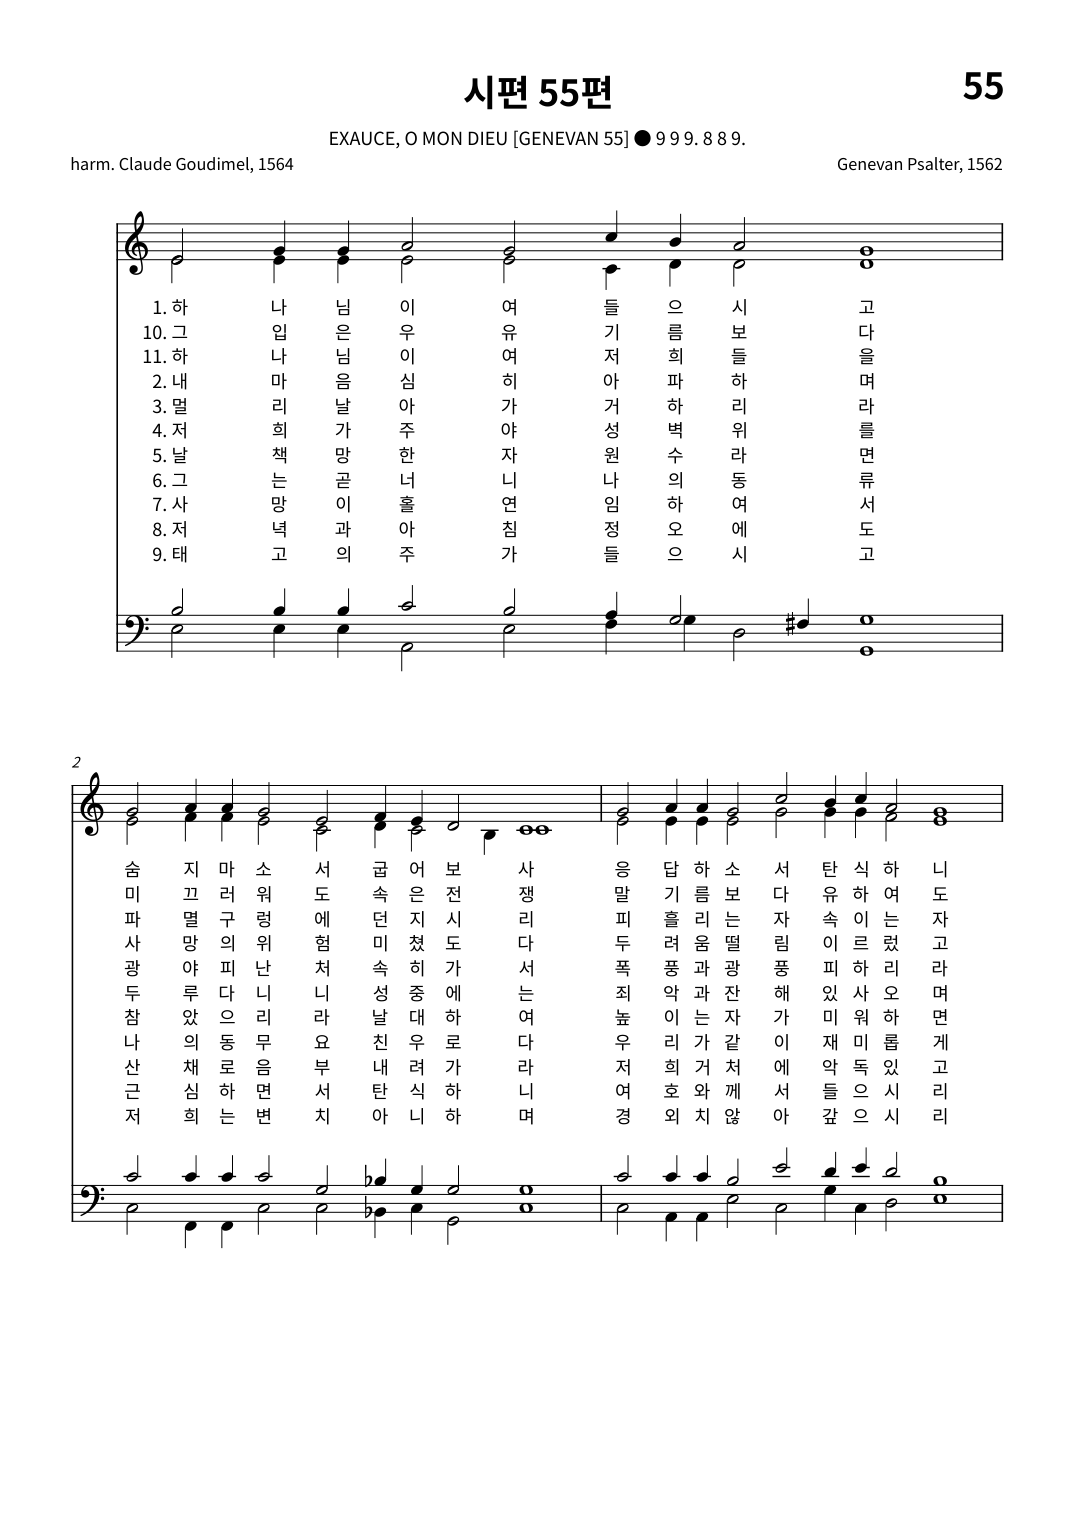 시편 55편
55
EXAUCE, O MON DIEU [GENEVAN 55] ● 9 9 9. 8 8 9.
harm. Claude Goudimel, 1564
Genevan Psalter, 1562
1. 하 나 님 이 여 들 으 시 고
10. 그 입 은 우 유 기 름 보 다
11. 하 나 님 이 여 저 희 들 을
2. 내 마 음 심 히 아 파 하 며
3. 멀 리 날 아 가 거 하 리 라
4. 저 희 가 주 야 성 벽 위 를
5. 날 책 망 한 자 원 수 라 면
6. 그 는 곧 너 니 나 의 동 류
7. 사 망 이 홀 연 임 하 여 서
8. 저 녁 과 아 침 정 오 에 도
9. 태 고 의 주 가 들 으 시 고
2
숨 지 마 소 서 굽 어 보 사 응 답 하 소 서 탄 식 하 니
미 끄 러 워 도 속 은 전 쟁 말 기 름 보 다 유 하 여 도
파 멸 구 렁 에 던 지 시 리 피 흘 리 는 자 속 이 는 자
사 망 의 위 험 미 쳤 도 다 두 려 움 떨 림 이 르 렀 고
광 야 피 난 처 속 히 가 서 폭 풍 과 광 풍 피 하 리 라
두 루 다 니 니 성 중 에 는 죄 악 과 잔 해 있 사 오 며
참 았 으 리 라 날 대 하 여 높 이 는 자 가 미 워 하 면
나 의 동 무 요 친 우 로 다 우 리 가 같 이 재 미 롭 게
산 채 로 음 부 내 려 가 라 저 희 거 처 에 악 독 있 고
근 심 하 면 서 탄 식 하 니 여 호 와 께 서 들 으 시 리
저 희 는 변 치 아 니 하 며 경 외 치 않 아 갚 으 시 리